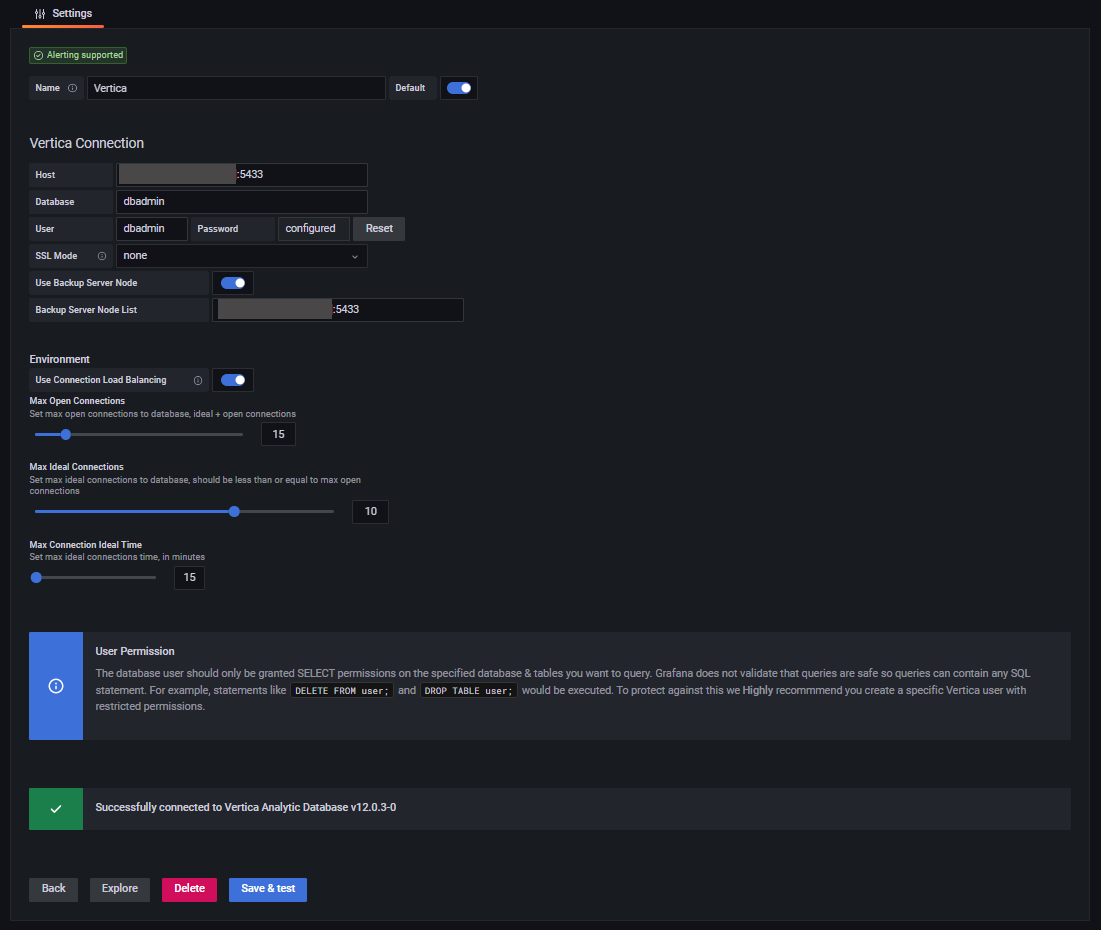 Settings
Alerting supported
Name
Vertica
Default
Vertica Connection
Host
:5433
Database
dbadmin
User
dbadmin
Password
configured
Reset
SSL Mode
none
Use Backup Server Node
Backup Server Node List
:5433
Environment
Use Connection Load Balancing
Max Open Connections
Set max open connections to database, ideal + open connections
15
Max Ideal Connections
Set max ideal connections to database, should be less than or equal to max open
connections
10
Max Connection Ideal Time
Set max ideal connections time, in minutes
15
User Permission
The database user should only be granted SELECT permissions on the specified database & tables you want to query. Grafana does not validate that queries are safe so queries can contain any SQL
statement. For example, statements like DELETE FROM user; and DROP TABLE user; would be executed. To protect against this we Highly recommmend you create a specific Vertica user with
restricted permissions.
Successfully connected to Vertica Analytic Database v12.0.3-0
Back
Explore
Delete
Save & test